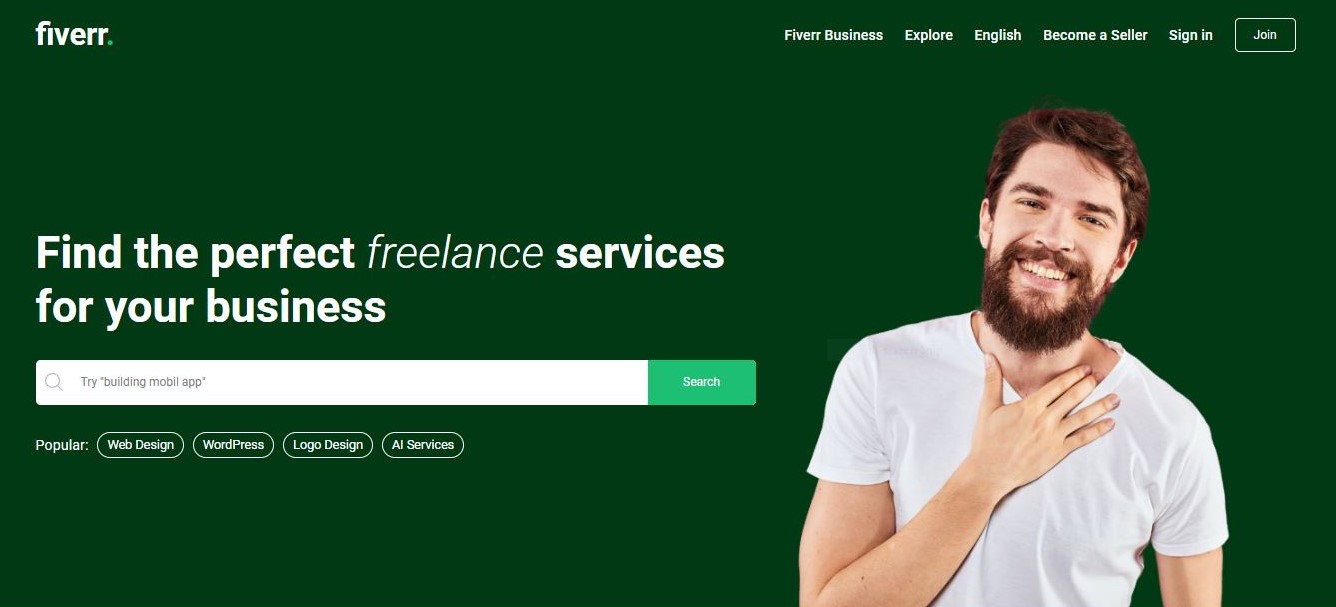 fiverr.
Fiverr Business Explore English Become a Seller Sign in Join
Find the perfect freelance services
for your business
Try "building mobil app" Search
Popular: Web Design WordPress Logo Design AI Services